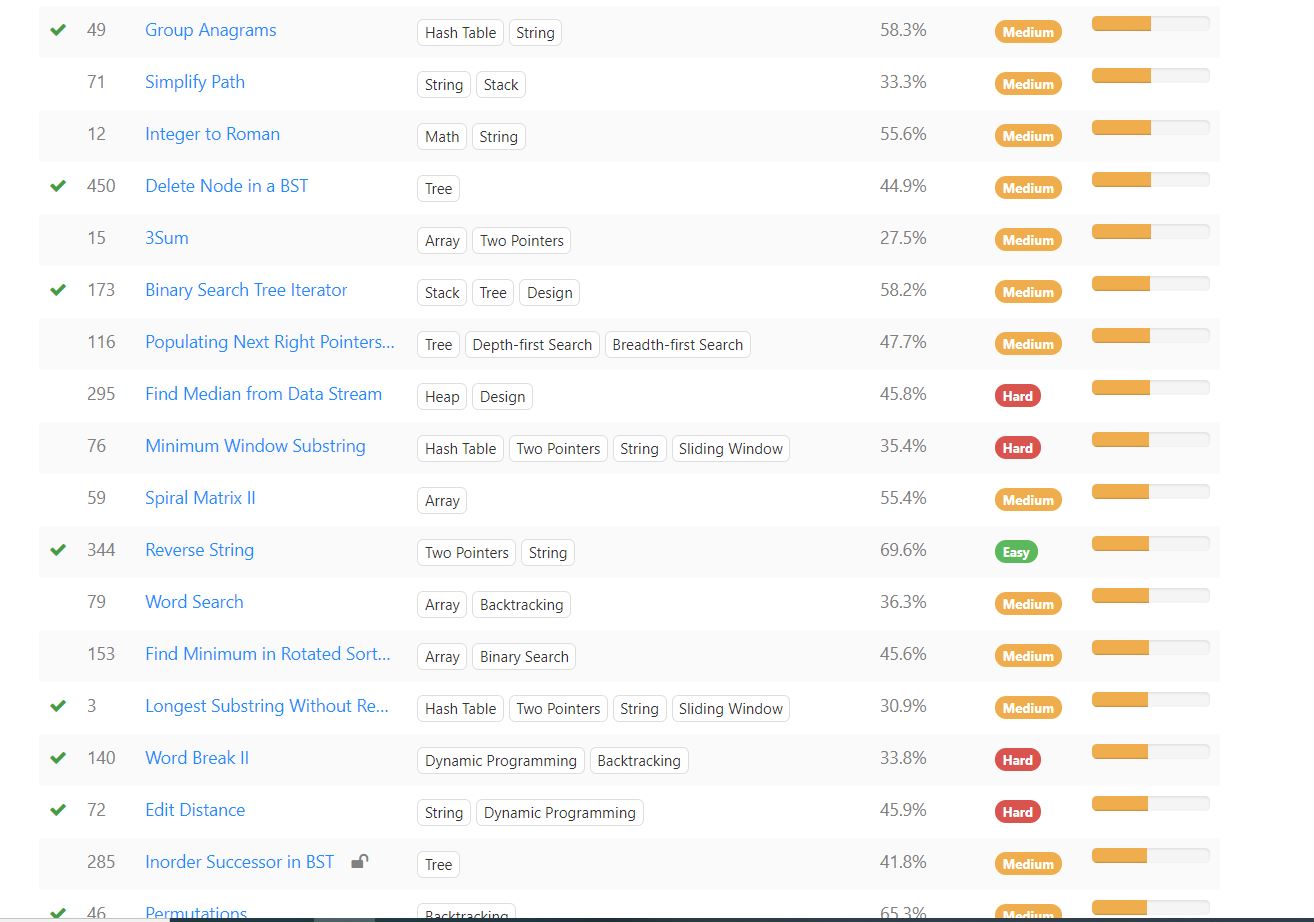 49 Group Anagrams Hash Table String 58.3% Medium
71 Simplify Path String Stack 33.3% Medium
12 Integer to Roman Math String 55.6% Medium
450 Delete Node in a BST Tree 44.9% Medium
15 3Sum Array Two Pointers 27.5% Medium
173 Binary Search Tree Iterator Stack Tree Design 58.2% Medium
116 Populating Next Right Pointers... Tree Depth-first Search Breadth-first Search 47.7% Medium
295 Find Median from Data Stream Heap Design 45.8% Hard
76 Minimum Window Substring Hash Table Two Pointers String Sliding Window 35.4% Hard
59 Spiral Matrix II Array 55.4% Medium
344 Reverse String Two Pointers String 69.6% Easy
79 Word Search Array Backtracking 36.3% Medium
153 Find Minimum in Rotated Sort... Array Binary Search 45.6% Medium
3 Longest Substring Without Re... Hash Table Two Pointers String Sliding Window 30.9% Medium
140 Word Break II Dynamic Programming Backtracking 33.8% Hard
72 Edit Distance String Dynamic Programming 45.9% Hard
285 Inorder Successor in BST Tree 41.8% Medium
46 Permutations Backtracking 65.3% Medium